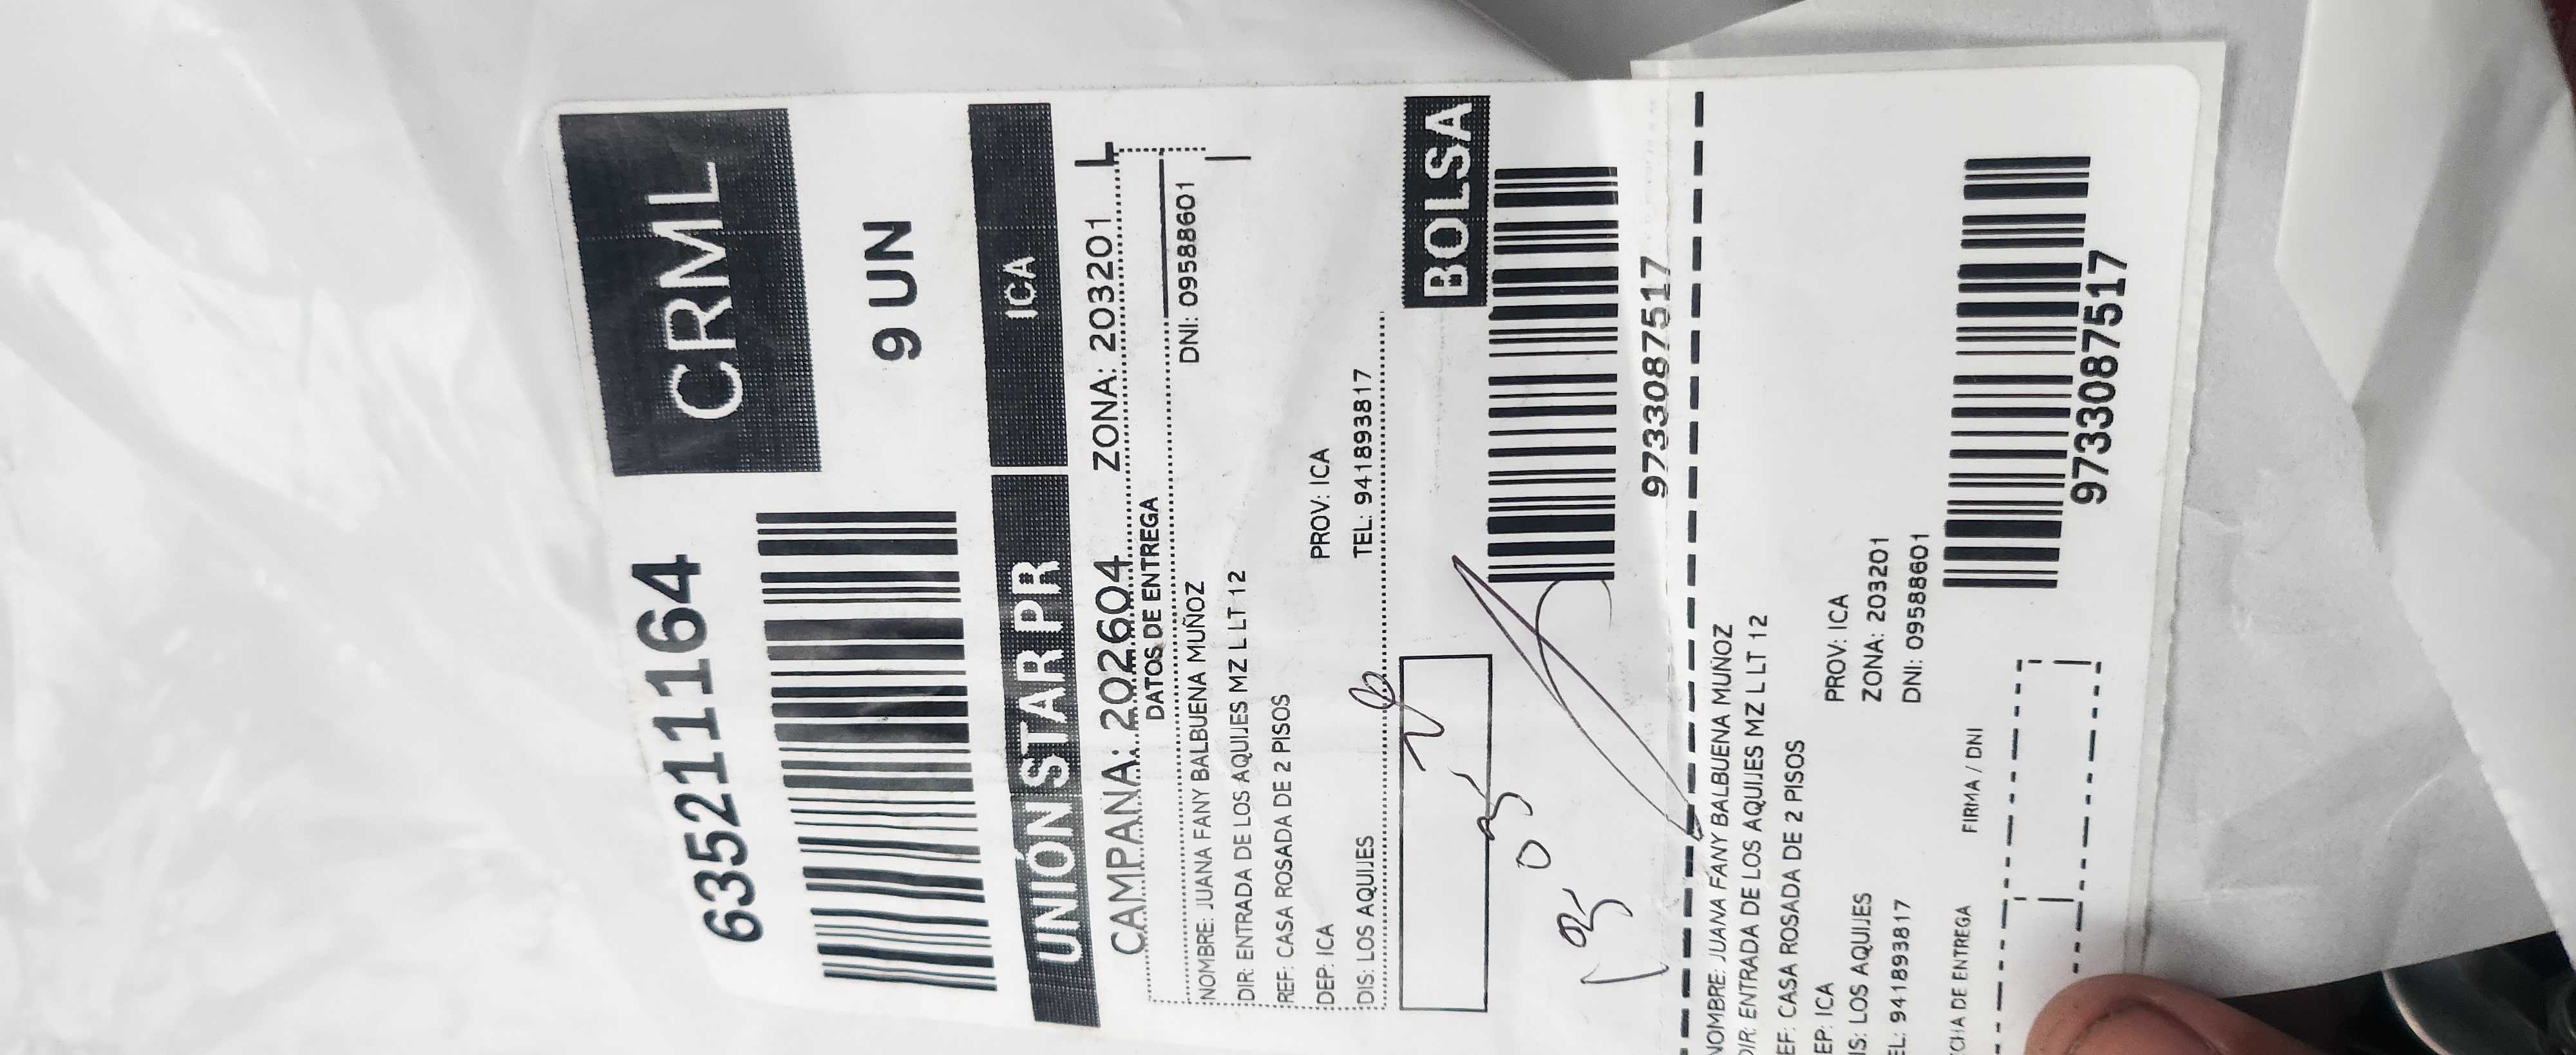 6352111164
CRML
9 UN
UNIÓN STAR PR
ICA
CAMPANA: 202604 ZONA: 203201 L
DATOS DE ENTREGA
NOMBRE: JUANA FANY BALBUENA MUÑOZ DNI: 09588601
DIR: ENTRADA DE LOS AQUIJES MZ L LT 12
REF: CASA ROSADA DE 2 PISOS
DEP: ICA PROV: ICA
DIS: LOS AQUIJES TEL: 941893817
BOLSA
9733087517
NOMBRE: JUANA FANY BALBUENA MUÑOZ
DIR: ENTRADA DE LOS AQUIJES MZ L LT 12
EF: CASA ROSADA DE 2 PISOS
EP: ICA PROV: ICA
IS: LOS AQUIJES ZONA: 203201
EL: 941893817 DNI: 09588601
CHA DE ENTREGA FIRMA / DNI
9733087517